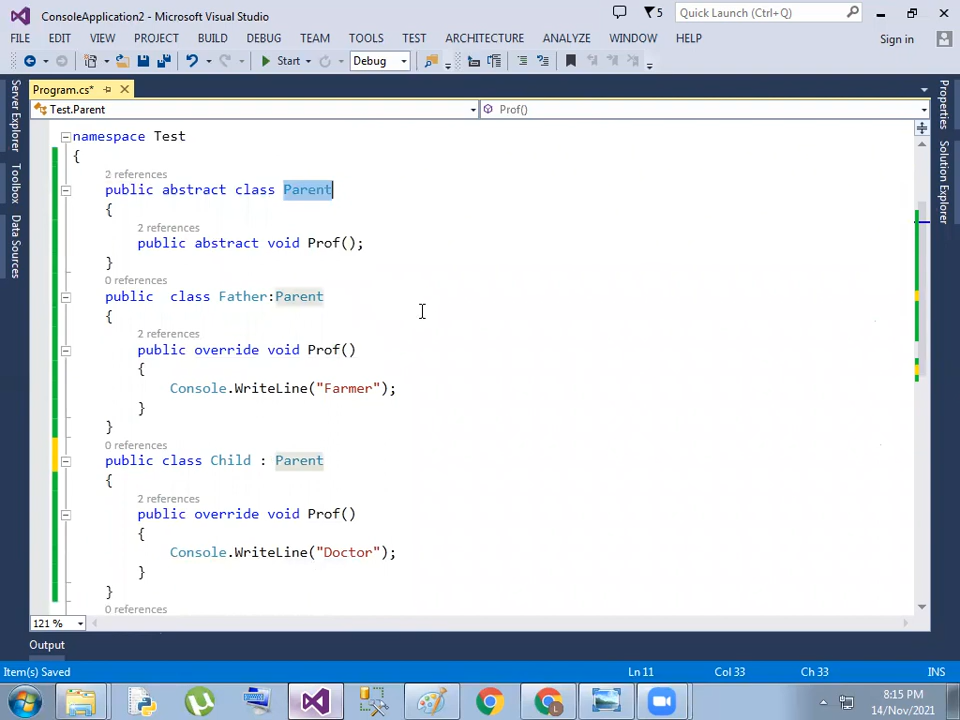 ConsoleApplication2 - Microsoft Visual Studio
5
Quick Launch (Ctrl+Q)
FILE EDIT VIEW PROJECT BUILD DEBUG TEAM TOOLS TEST ARCHITECTURE ANALYZE WINDOW HELP
Sign in
Start
Debug
Program.cs*
Test.Parent
Prof()
Server Explorer
Toolbox
Data Sources
Properties
Solution Explorer
namespace Test
{
2 references
public abstract class Parent
{
2 references
public abstract void Prof();
}
0 references
public  class Father:Parent
{
2 references
public override void Prof()
{
Console.WriteLine("Farmer");
}
}
0 references
public class Child : Parent
{
2 references
public override void Prof()
{
Console.WriteLine("Doctor");
}
}
0 references
121 %
Output
Item(s) Saved
Ln 11
Col 33
Ch 33
INS
8:15 PM
14/Nov/2021